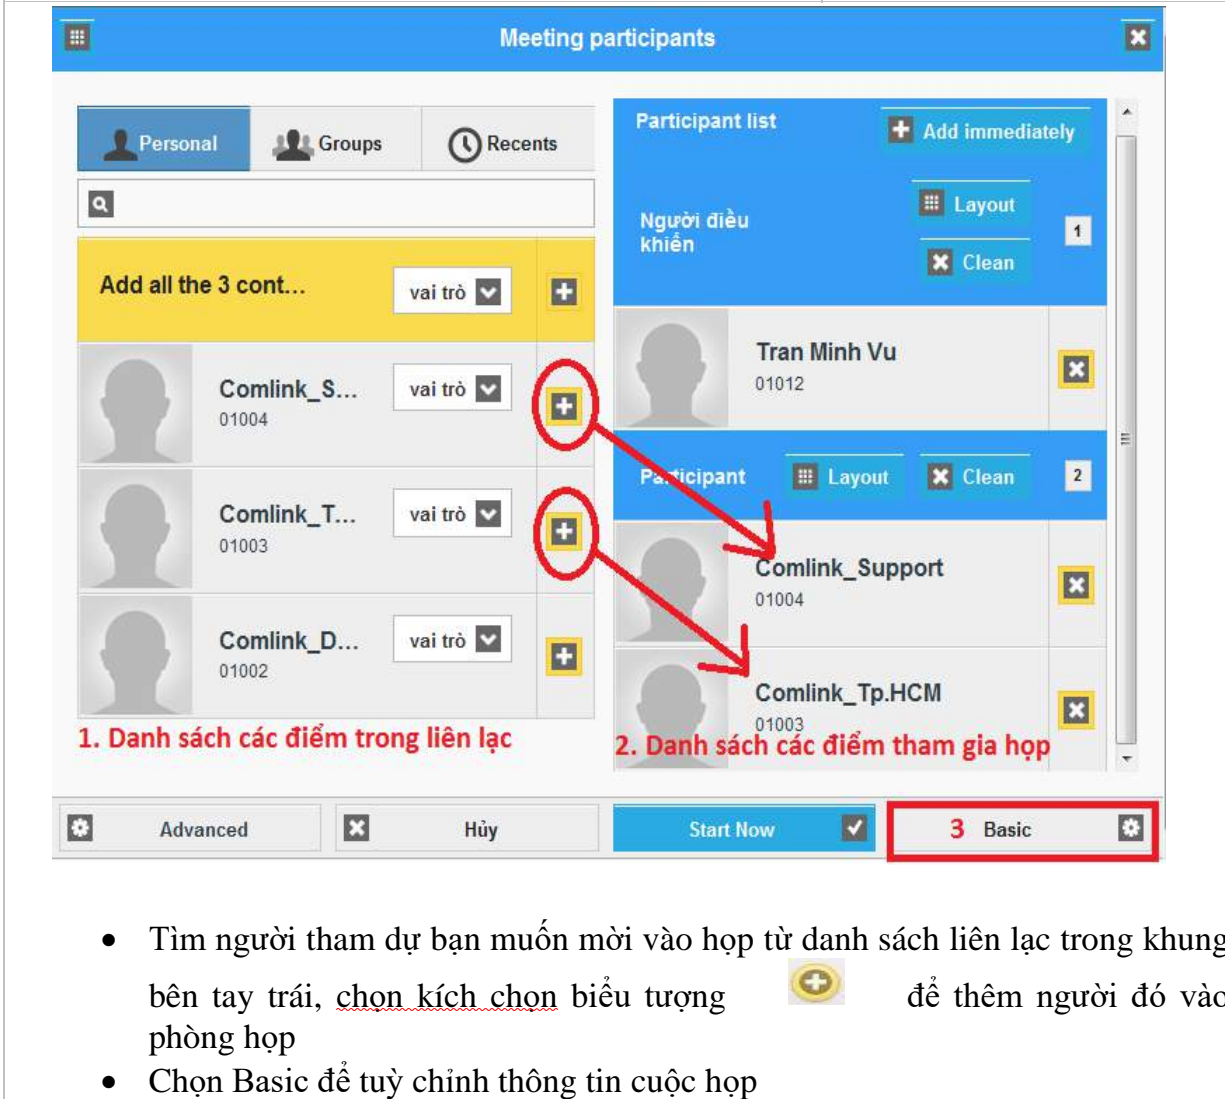 Meeting participants
Personal
Groups
Recents
Add all the 3 cont...
vai trò
Comlink_S...
vai trò
01004
Comlink_T...
vai trò
01003
Comlink_D...
vai trò
01002
1. Danh sách các điểm trong liên lạc
Participant list
Add immediately
Người điều
khiển
Layout
Clean
1
Tran Minh Vu
01012
Participant
Layout
Clean
2
Comlink_Support
01004
Comlink_Tp.HCM
01003
2. Danh sách các điểm tham gia họp
Advanced
Hủy
Start Now
3 Basic
• Tìm người tham dự bạn muốn mời vào họp từ danh sách liên lạc trong khung
bên tay trái, chọn kích chọn biểu tượng để thêm người đó vào
phòng họp
• Chọn Basic để tuỳ chỉnh thông tin cuộc họp